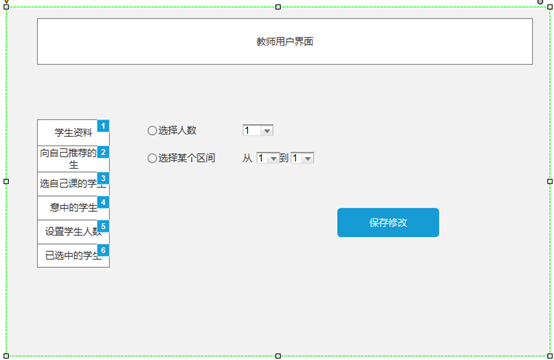 教师用户界面
学生资料
1
向自己推荐的学
生
2
选自己课的学生
3
意中的学生
4
设置学生人数
5
已选中的学生
6
选择人数
1
选择某个区间
从 1 到 1
保存修改